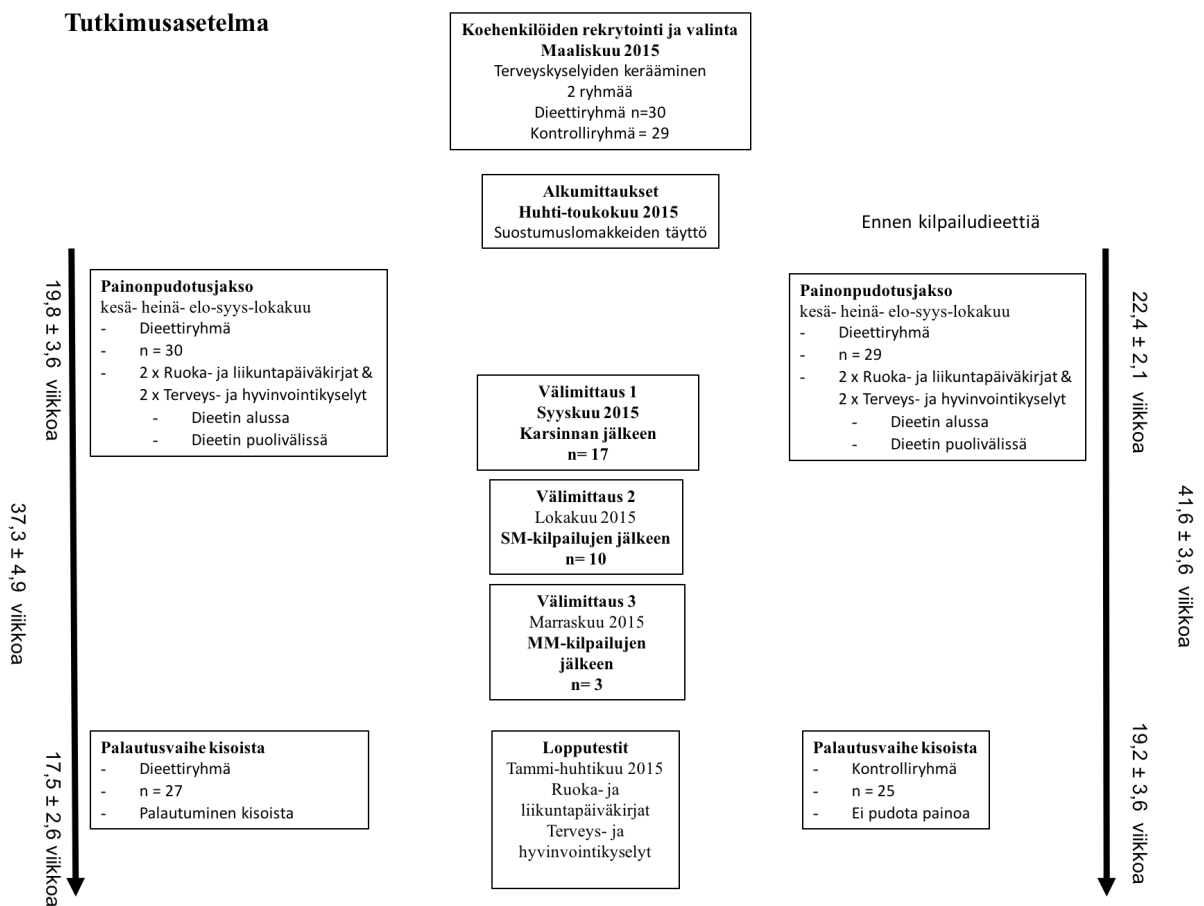 Tutkimusasetelma
Koehenkilöiden rekrytointi ja valinta
Maaliskuu 2015
Terveyskyselyiden kerääminen
2 ryhmää
Dieettiryhmä n=30
Kontrolliryhmä = 29
Alkumittaukset
Huhti-toukokuu 2015
Suostumuslomakkeiden täyttö
Ennen kilpailudieettiä
19,8 ± 3,6 viikkoa
Painonpudotusjakso
kesä- heinä- elo-syys-lokakuu
- Dieettiryhmä
- n = 30
- 2 x Ruoka- ja liikuntapäiväkirjat &
2 x Terveys- ja hyvinvointikyselyt
- Dieetin alussa
- Dieetin puolivälissä
Painonpudotusjakso
kesä- heinä- elo-syys-lokakuu
- Dieettiryhmä
- n = 29
- 2 x Ruoka- ja liikuntapäiväkirjat &
2 x Terveys- ja hyvinvointikyselyt
- Dieetin alussa
- Dieetin puolivälissä
22,4 ± 2,1 viikkoa
Välimittaus 1
Syyskuu 2015
Karsinnan jälkeen
n= 17
Välimittaus 2
Lokakuu 2015
SM-kilpailujen jälkeen
n= 10
37,3 ± 4,9 viikkoa
41,6 ± 3,6 viikkoa
Välimittaus 3
Marraskuu 2015
MM-kilpailujen
jälkeen
n= 3
17,5 ± 2,6 viikkoa
Palautusvaihe kisoista
- Dieettiryhmä
- n = 27
- Palautuminen kisoista
Lopputestit
Tammi-huhtikuu 2015
Ruoka- ja
liikuntapäiväkirjat
Terveys- ja
hyvinvointikyselyt
Palautusvaihe kisoista
- Kontrolliryhmä
- n = 25
- Ei pudota painoa
19,2 ± 3,6 viikkoa